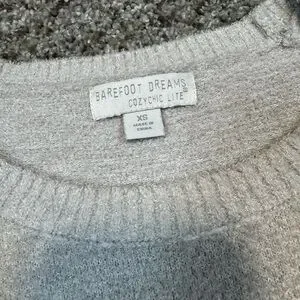 BAREFOOT DREAMS®
COZYCHIC LITE®
XS
MADE IN
CHINA